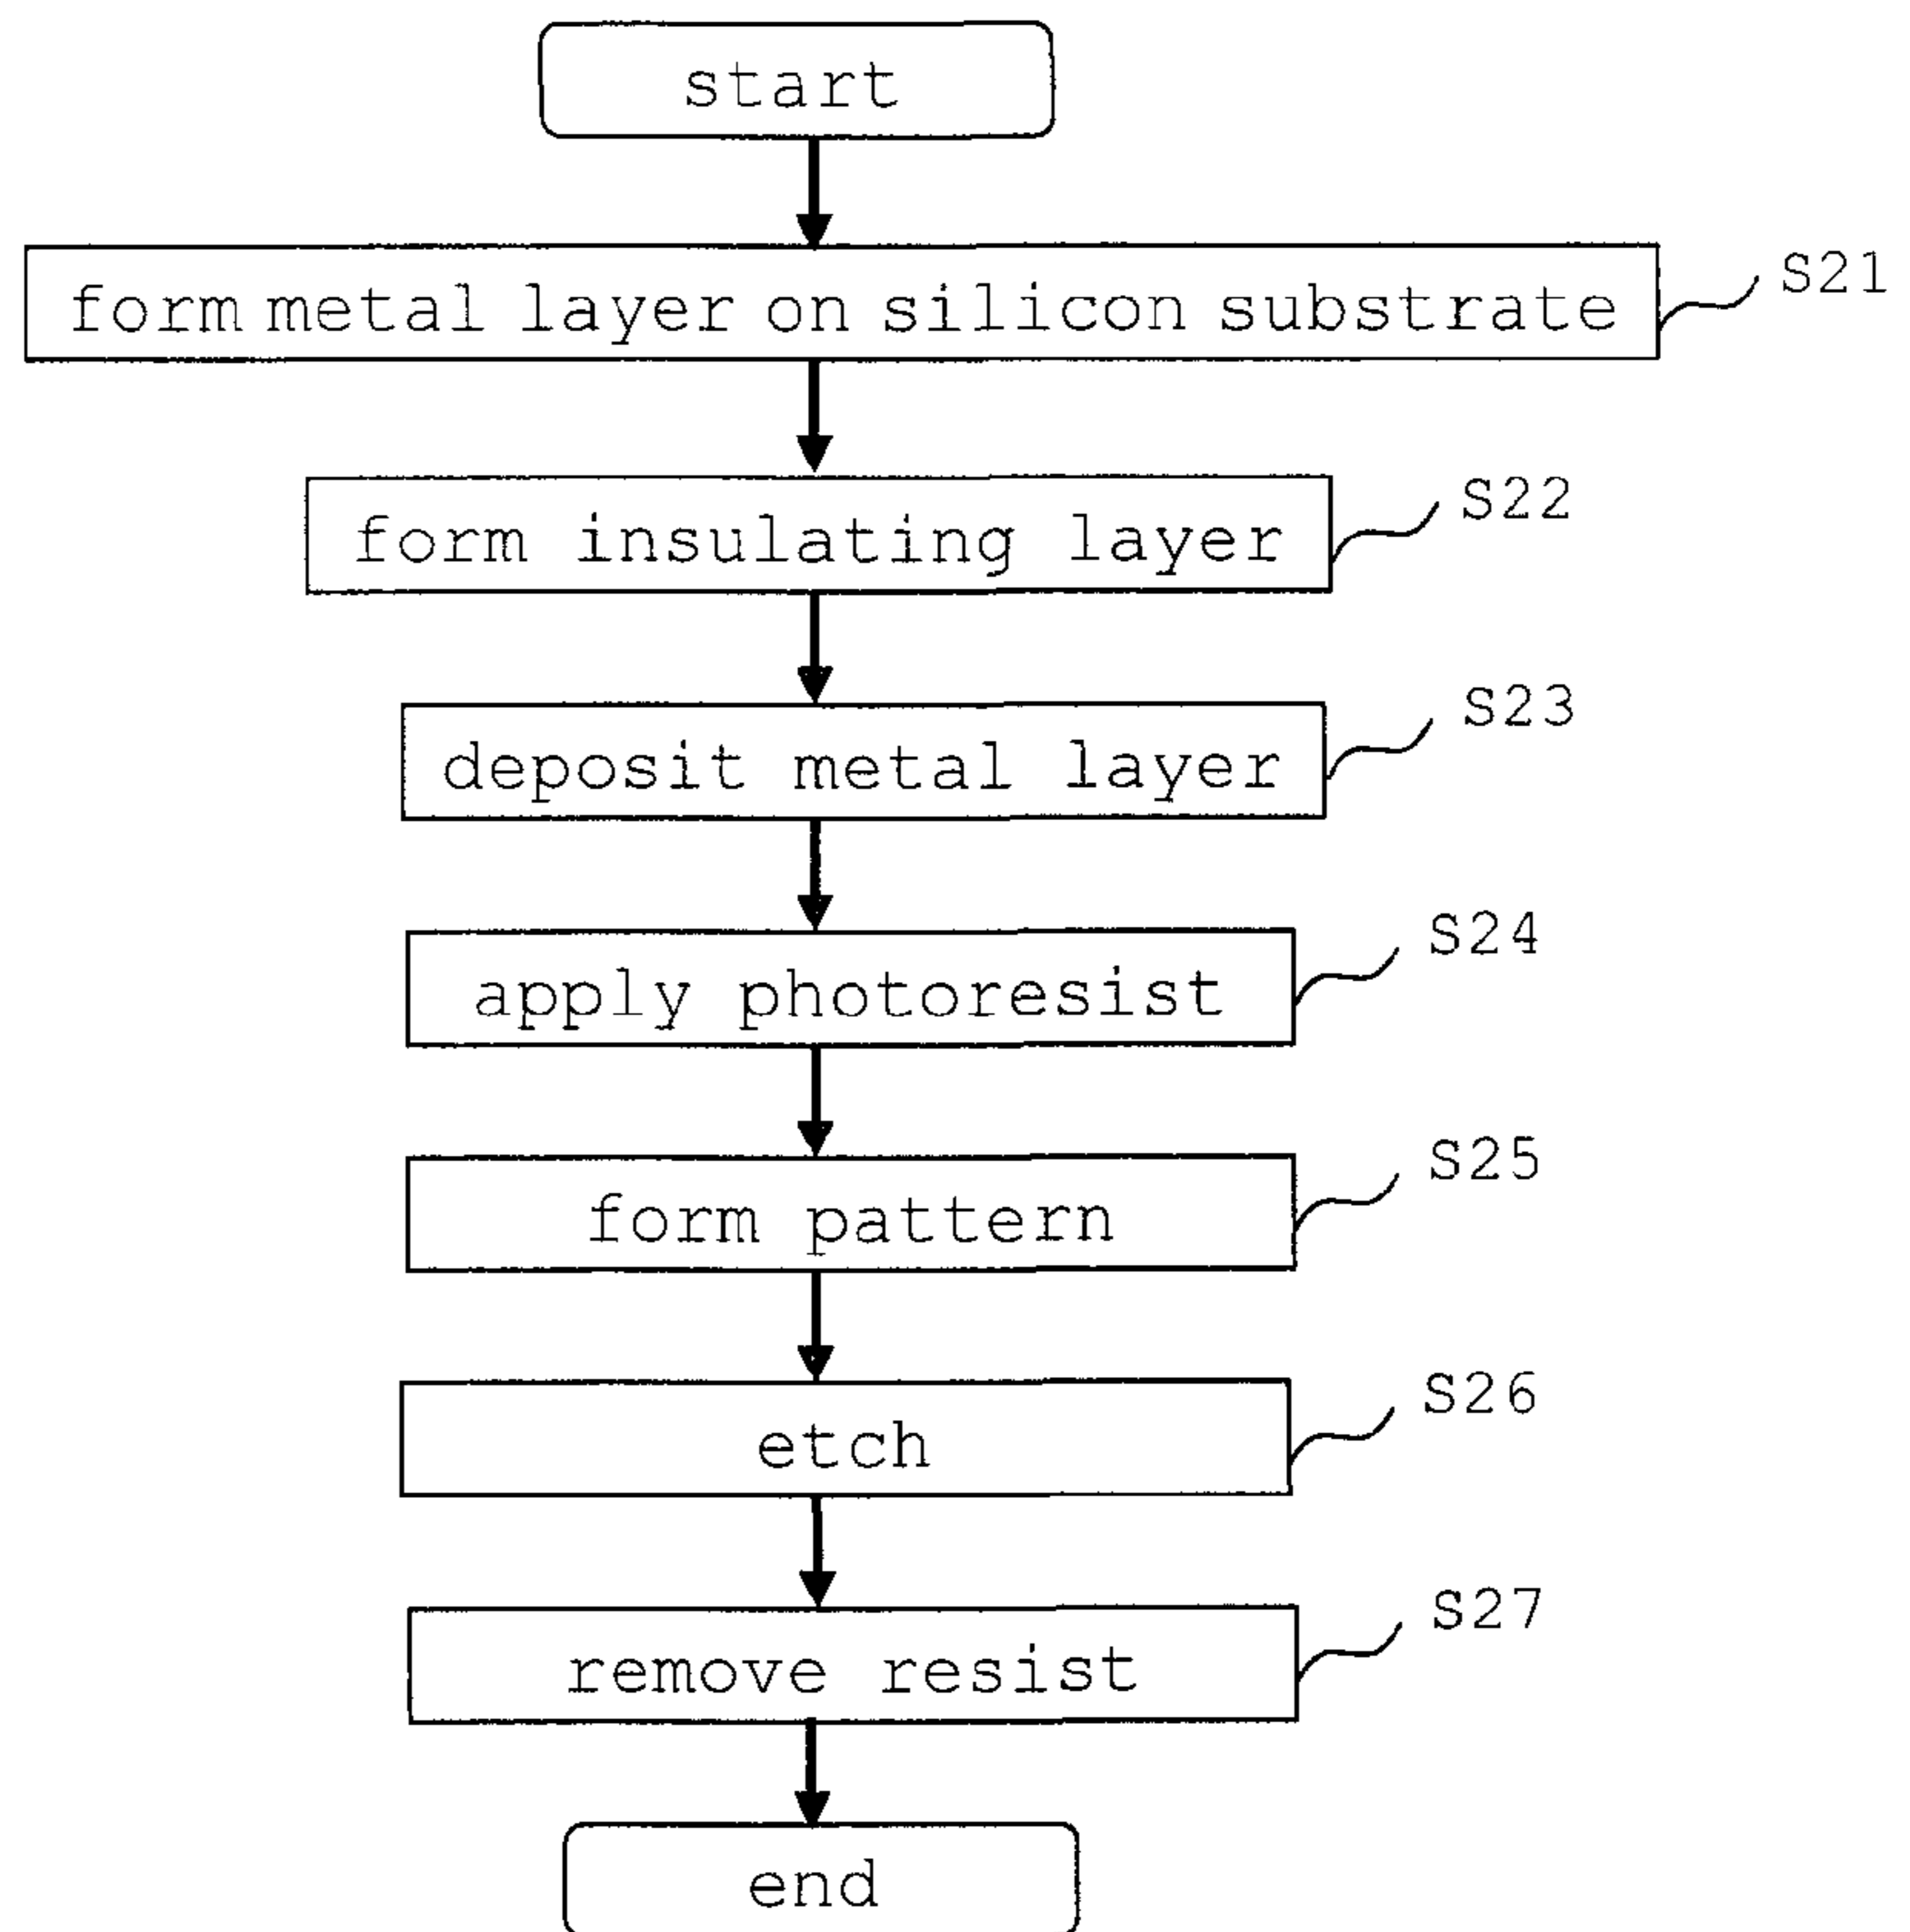 start
form metal layer on silicon substrate
S21
form insulating layer
S22
deposit metal layer
S23
apply photoresist
S24
form pattern
S25
etch
S26
remove resist
S27
end